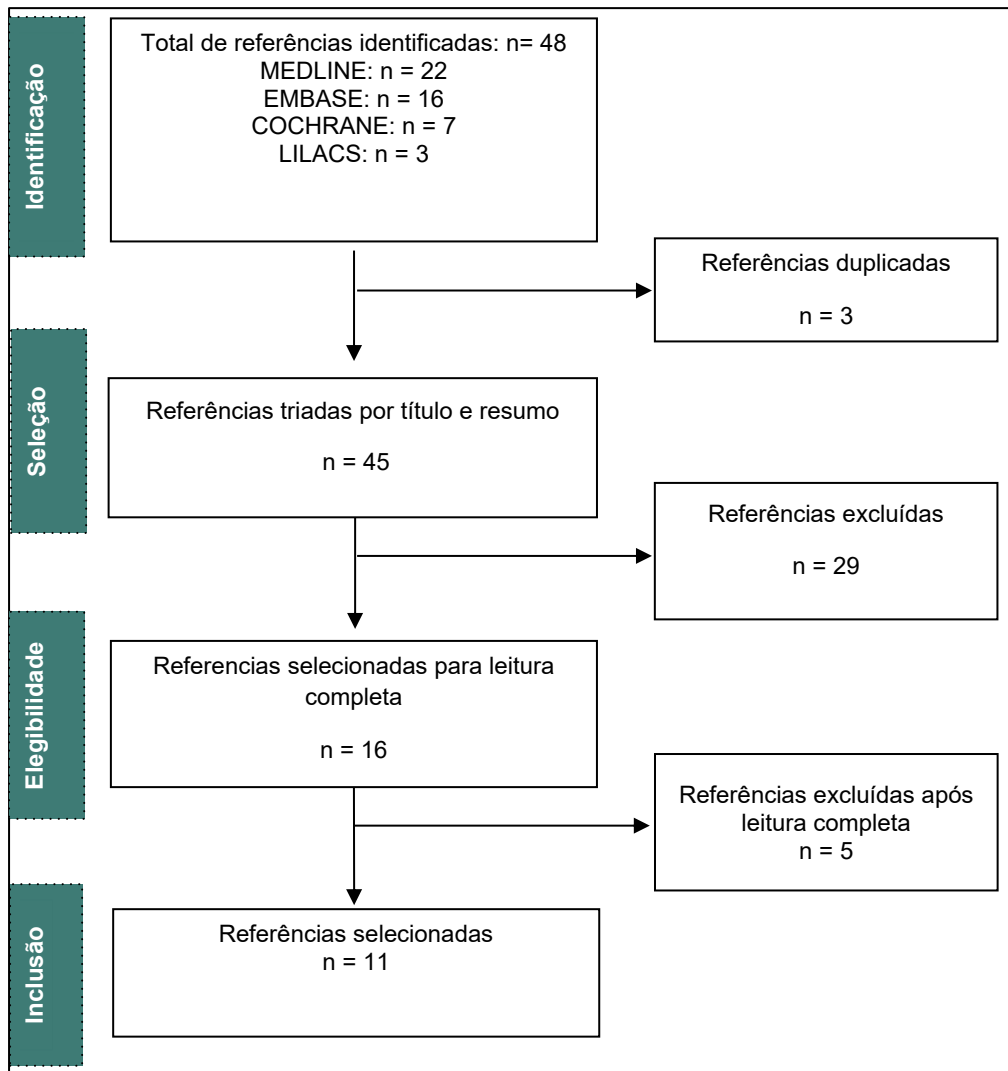 Identificação
Total de referências identificadas: n= 48
MEDLINE: n = 22
EMBASE: n = 16
COCHRANE: n = 7
LILACS: n = 3
Referências duplicadas
n = 3
Seleção
Referências triadas por título e resumo
n = 45
Referências excluídas
n = 29
Elegibilidade
Referencias selecionadas para leitura
completa
n = 16
Referências excluídas após
leitura completa
n = 5
Inclusão
Referências selecionadas
n = 11